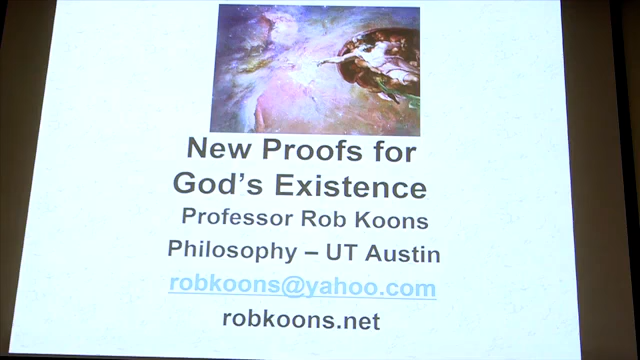 New Proofs for
God's Existence
Professor Rob Koons
Philosophy – UT Austin
robkoons@yahoo.com
robkoons.net